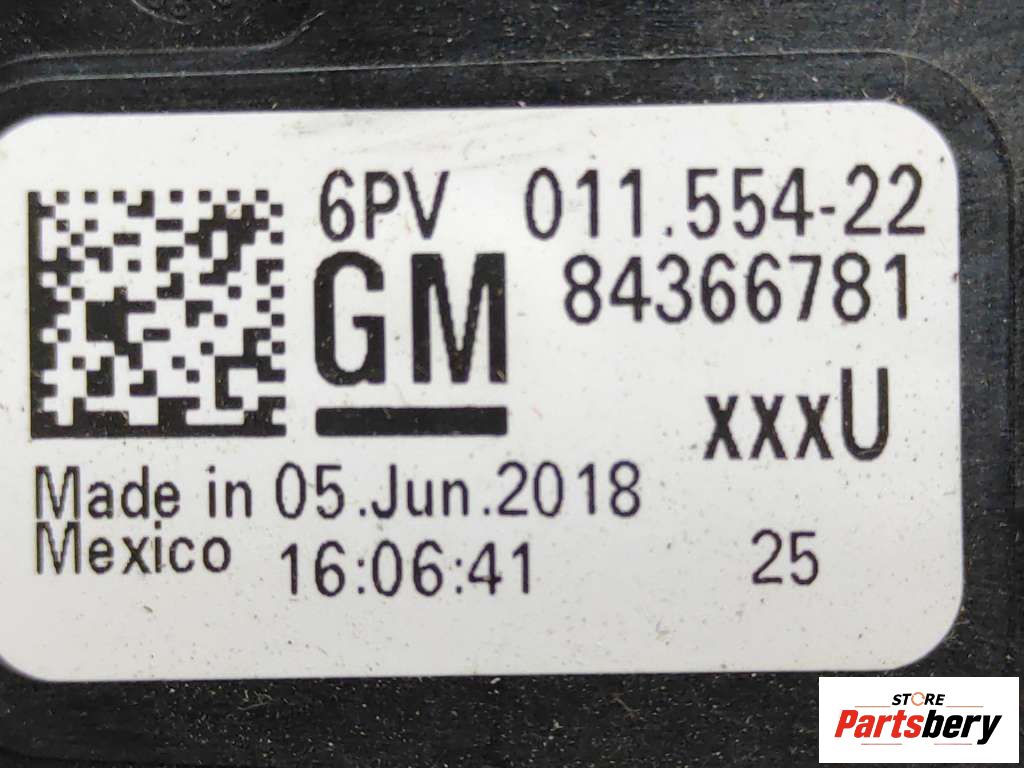 6PV 011.554-22
GM 84366781
xxxU
Made in 05.Jun.2018
Mexico 16:06:41 25
STORE
Partsbery